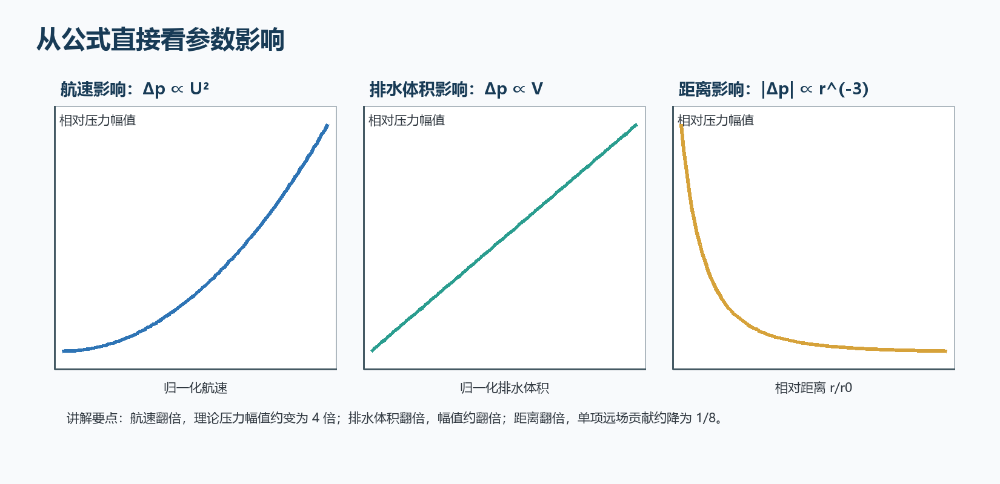 从公式直接看参数影响
航速影响：Δp ∝ U²
排水体积影响：Δp ∝ V
距离影响：|Δp| ∝ r^(-3)
相对压力幅值
相对压力幅值
相对压力幅值
归一化航速
归一化排水体积
相对距离 r/r0
讲解要点：航速翻倍，理论压力幅值约变为 4 倍；排水体积翻倍，幅值约翻倍；距离翻倍，单项远场贡献约降为 1/8。